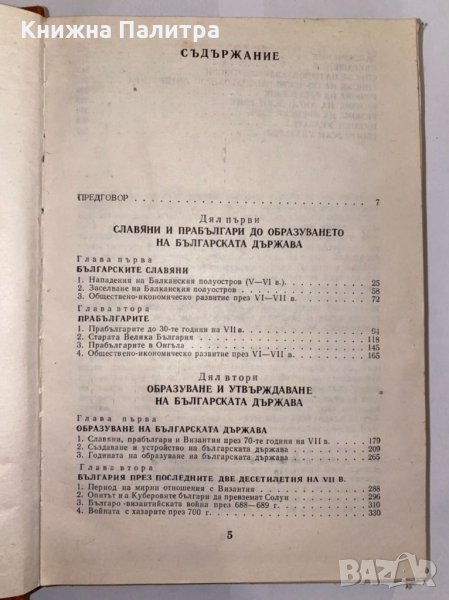 Книжна Палитра
СЪДЪРЖАНИЕ
ПРЕДГОВОР 7
Дял първи
СЛАВЯНИ И ПРАБЪЛГАРИ ДО ОБРАЗУВАНЕТО
НА БЪЛГАРСКАТА ДЪРЖАВА
Глава първа
БЪЛГАРСКИТЕ СЛАВЯНИ
1. Нападения на Балканския полуостров (V—VI в.) 25
2. Заселване на Балканския полуостров 58
3. Обществено-икономическо развитие през VI—VII в. 72
Глава втора
ПРАБЪЛГАРИТЕ
1. Прабългарите до 30-те години на VII в. 94
2. Старата Велика България 118
3. Прабългарите в Онгъла 145
4. Обществено-икономическо развитие през VI—VII в. 165
Дял втори
ОБРАЗУВАНЕ И УТВЪРЖДАВАНЕ
НА БЪЛГАРСКАТА ДЪРЖАВА
Глава първа
ОБРАЗУВАНЕ НА БЪЛГАРСКАТА ДЪРЖАВА
1. Славяни, прабългари и Византия през 70-те години на VII в. 179
2. Създаване и устройство на българската държава 209
3. Годината на образуване на българската държава 265
Глава втора
БЪЛГАРИЯ ПРЕЗ ПОСЛЕДНИТЕ ДВЕ ДЕСЕТИЛЕТИЯ НА VII В.
1. Период на мирни отношения с Византия 288
2. Опитът на Куберовите българи да превземат Солун 296
3. Българо-византийската война през 688—689 г. 310
4. Войната с хазарите през 700 г. 330
5
BAZAR
bg